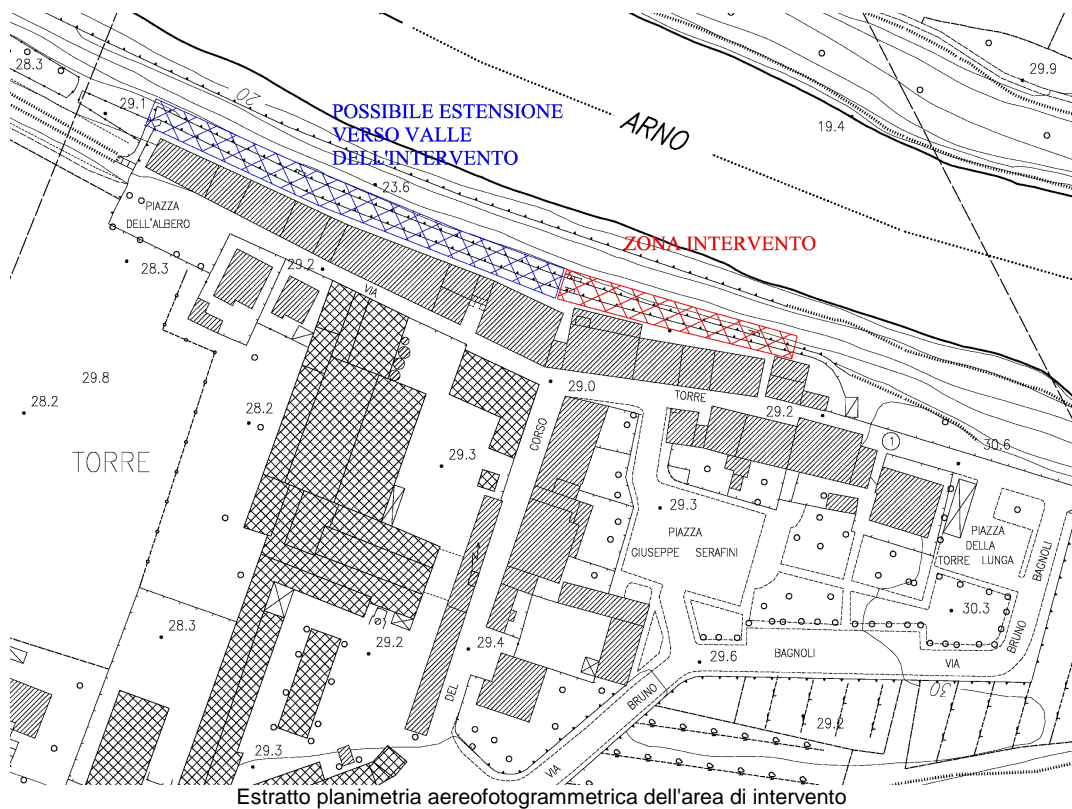 28.3
29.1
20
POSSIBILE ESTENSIONE
VERSO VALLE
DELL'INTERVENTO
ARNO
19.4
29.9
23.6
PIAZZA
DELL'ALBERO
28.3
29.2
VIA
ZONA INTERVENTO
29.8
28.2
28.2
TORRE
29.0
TORRE
29.2
CORSO
29.3
1
30.6
29.3
PIAZZA
GIUSEPPE SERAFINI
PIAZZA
DELLA
TORRE LUNGA
BAGNOLI
30.3
BRUNO
28.3
29.2
29.4
29.6
BAGNOLI
VIA
30
DEL
BRUNO
29.2
29.3
VIA
Estratto planimetria aereofotogrammetrica dell'area di intervento